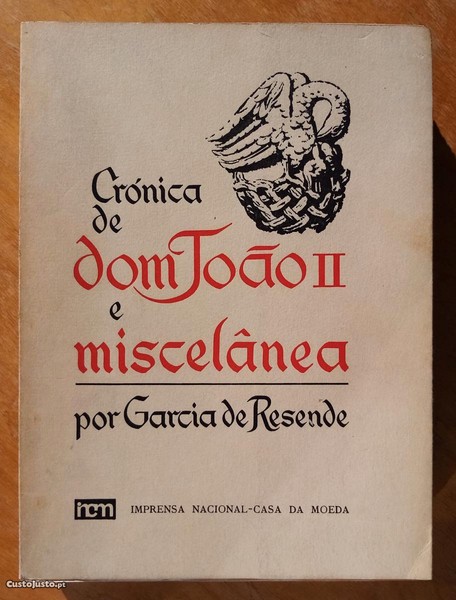 Crónica
de
dom João II
e
miscelânea
por Garcia de Resende
incm IMPRENSA NACIONAL-CASA DA MOEDA
CustoJusto.pt